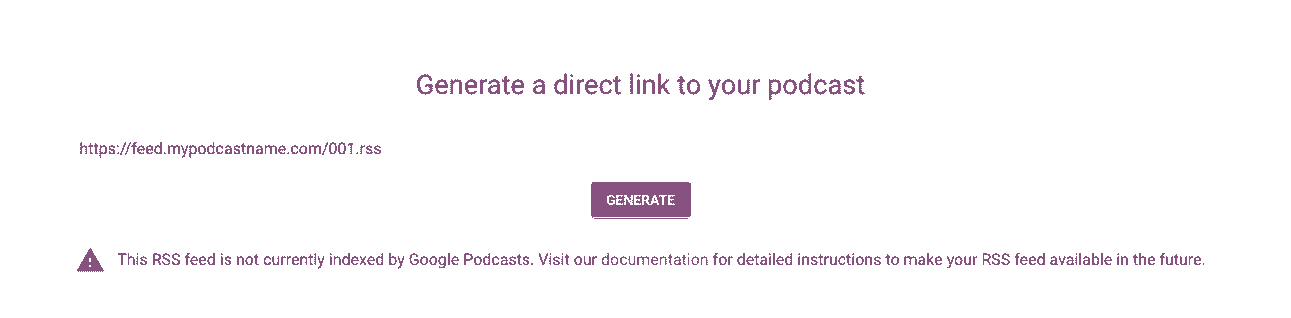 Generate a direct link to your podcast
https://feed.mypodcastname.com/001.rss
GENERATE
This RSS feed is not currently indexed by Google Podcasts. Visit our documentation for detailed instructions to make your RSS feed available in the future.